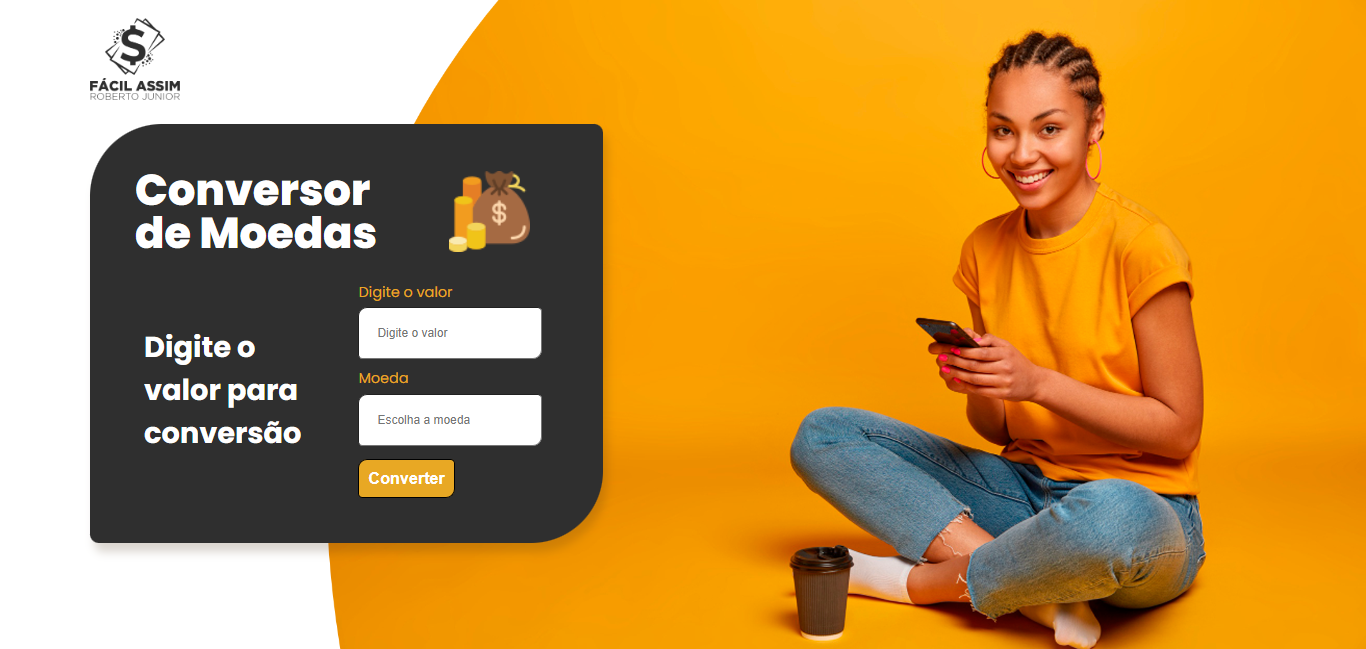 $
FÁCIL ASSIM
ROBERTO JUNIOR
Conversor
de Moedas
$
Digite o valor
Digite o valor
Digite o
valor para
conversão
Moeda
Escolha a moeda
Converter